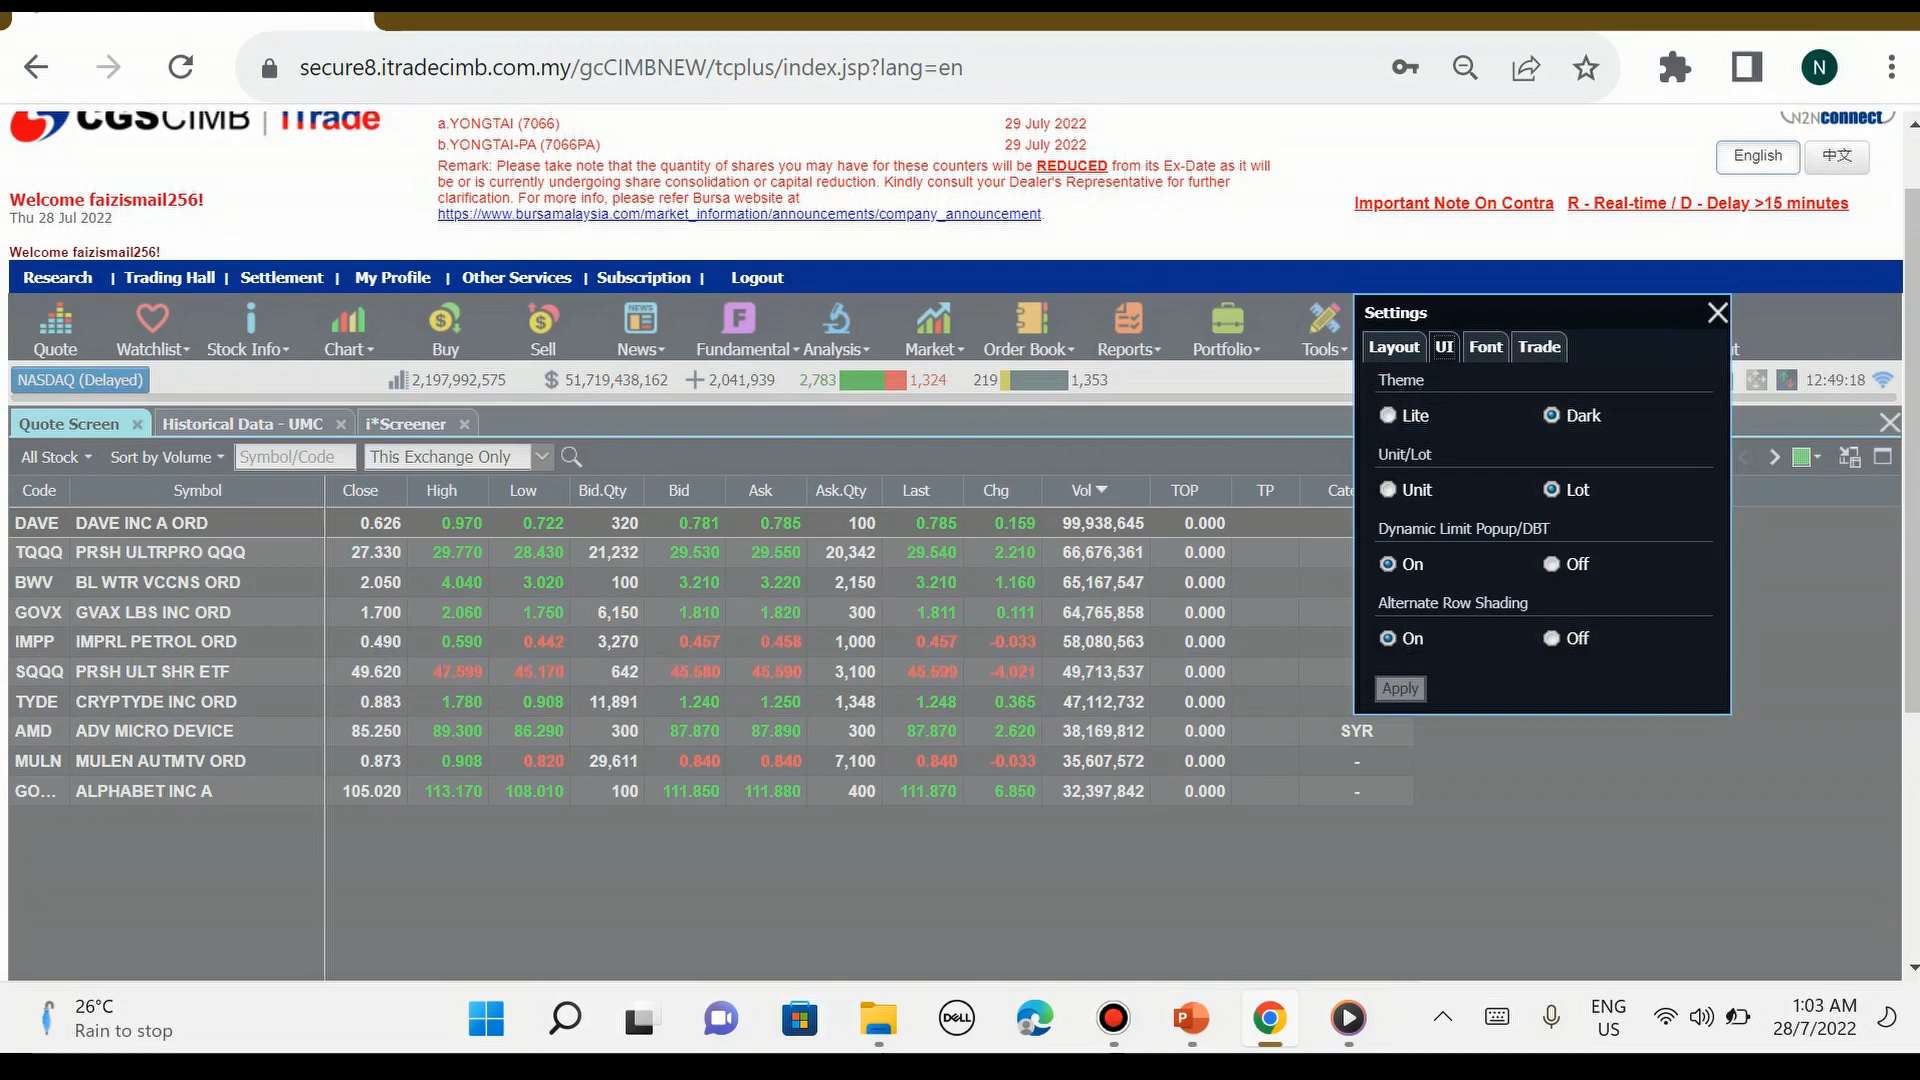 secure8.itradecimb.com.my/gcCIMBNEW/tcplus/index.jsp?lang=en
N
CGSCIMB | iTrade
a.YONGTAI (7066) 29 July 2022
b.YONGTAI-PA (7066PA) 29 July 2022
Remark: Please take note that the quantity of shares you may have for these counters will be REDUCED from its Ex-Date as it will
be or is currently undergoing share consolidation or capital reduction. Kindly consult your Dealer's Representative for further
clarification. For more info, please refer Bursa website at
https://www.bursamalaysia.com/market_information/announcements/company_announcement.
N2Nconnect
English 中文
Welcome faizismail256!
Thu 28 Jul 2022
Important Note On Contra R - Real-time / D - Delay >15 minutes
Welcome faizismail256!
Research | Trading Hall | Settlement | My Profile | Other Services | Subscription | Logout
Quote Watchlist Stock Info Chart Buy Sell News Fundamental Analysis Market Order Book Reports Portfolio Tools
NASDAQ (Delayed) 2,197,992,575 51,719,438,162 2,041,939 2,783 1,324 219 1,353 12:49:18
Quote Screen Historical Data - UMC i*Screener
All Stock Sort by Volume Symbol/Code This Exchange Only
Code Symbol Close High Low Bid.Qty Bid Ask Ask.Qty Last Chg Vol TOP TP Cate
DAVE DAVE INC A ORD 0.626 0.970 0.722 320 0.781 0.785 100 0.785 0.159 99,938,645 0.000
TQQQ PRSH ULTRPRO QQQ 27.330 29.770 28.430 21,232 29.530 29.550 20,342 29.540 2.210 66,676,361 0.000
BWV BL WTR VCCNS ORD 2.050 4.040 3.020 100 3.210 3.220 2,150 3.210 1.160 65,167,547 0.000
GOVX GVAX LBS INC ORD 1.700 2.060 1.750 6,150 1.810 1.820 300 1.811 0.111 64,765,858 0.000
IMPP IMPRL PETROL ORD 0.490 0.590 0.442 3,270 0.457 0.458 1,000 0.457 -0.033 58,080,563 0.000
SQQQ PRSH ULT SHR ETF 49.620 47.599 45.170 642 45.580 45.590 3,100 45.599 -4.021 49,713,537 0.000
TYDE CRYPTYDE INC ORD 0.883 1.780 0.908 11,891 1.240 1.250 1,348 1.248 0.365 47,112,732 0.000
AMD ADV MICRO DEVICE 85.250 89.300 86.290 300 87.870 87.890 300 87.870 2.620 38,169,812 0.000 SYR
MULN MULEN AUTMTV ORD 0.873 0.908 0.820 29,611 0.840 0.840 7,100 0.840 -0.033 35,607,572 0.000 -
GO... ALPHABET INC A 105.020 113.170 108.010 100 111.850 111.880 400 111.870 6.850 32,397,842 0.000 -
Settings
Layout UI Font Trade
Theme
Lite Dark
Unit/Lot
Unit Lot
Dynamic Limit Popup/DBT
On Off
Alternate Row Shading
On Off
Apply
26°C
Rain to stop
DELL
ENG
US
1:03 AM
28/7/2022